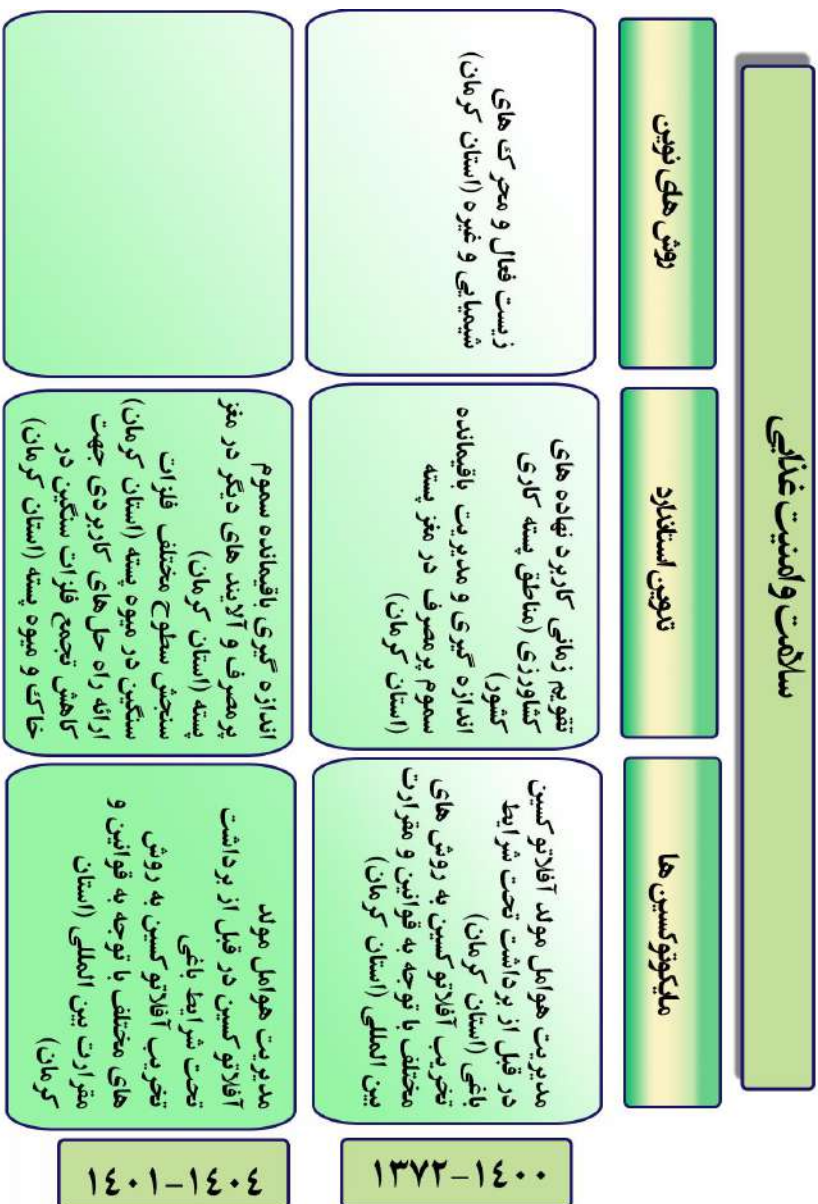 سلامت و امنیت غذایی
مایکوتوکسین ها
تدوین استاندارد
روش های نوین
۱۳۷۲-۱۴۰۰
مدیریت هوامل مولد آفلاتوکسین
در قبل از برداشت تحت شرایط
باغی (استان کرمان)
تخریب آفلاتوکسین به روش های
مختلف با توجه به قوانین و مقرارت
بین المللی (استان کرمان)
تقویم زمانی کاربرد نهاده های
کشاورزی (مناطق پسته کاری
کشور)
اندازه گیری و مدیریت باقیمانده
سموم پرمصرف در مغز پسته
(استان کرمان)
زیست فعال و محرک های
شیمیایی و غیره (استان کرمان)
۱۴۰۱-۱۴۰۴
مدیریت هوامل مولد
آفلاتوکسین در قبل از برداشت
تحت شرایط باغی
تخریب آفلاتوکسین به روش
های مختلف با توجه به قوانین و
مقرارت بین المللی (استان
کرمان)
اندازه گیری باقیمانده سموم
پرمصرف و آلایند های دیگر در مغز
پسته (استان کرمان)
سنجش سطوح مختلف فلزات
سنگین در میوه پسته (استان کرمان)
ارائه راه حل‌های کاربردی جهت
کاهش تجمع فلزات سنگین در
خاک و میوه پسته (استان کرمان)